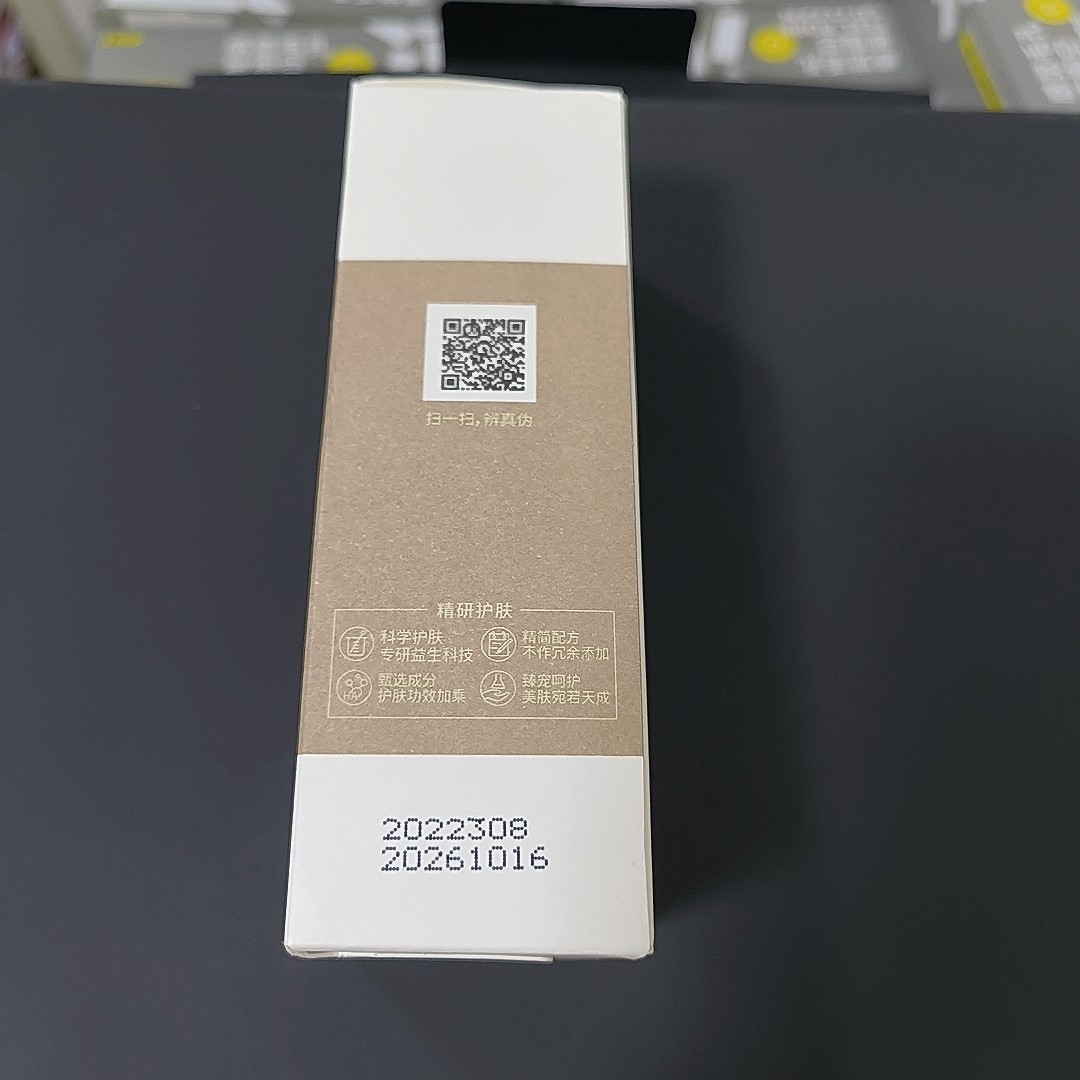 扫一扫,辨真伪
精研护肤
科学护肤
专研益生科技
精简配方
不作冗余添加
甄选成分
护肤功效加乘
臻宠呵护
美肤宛若天成
HA
2022308
20261016